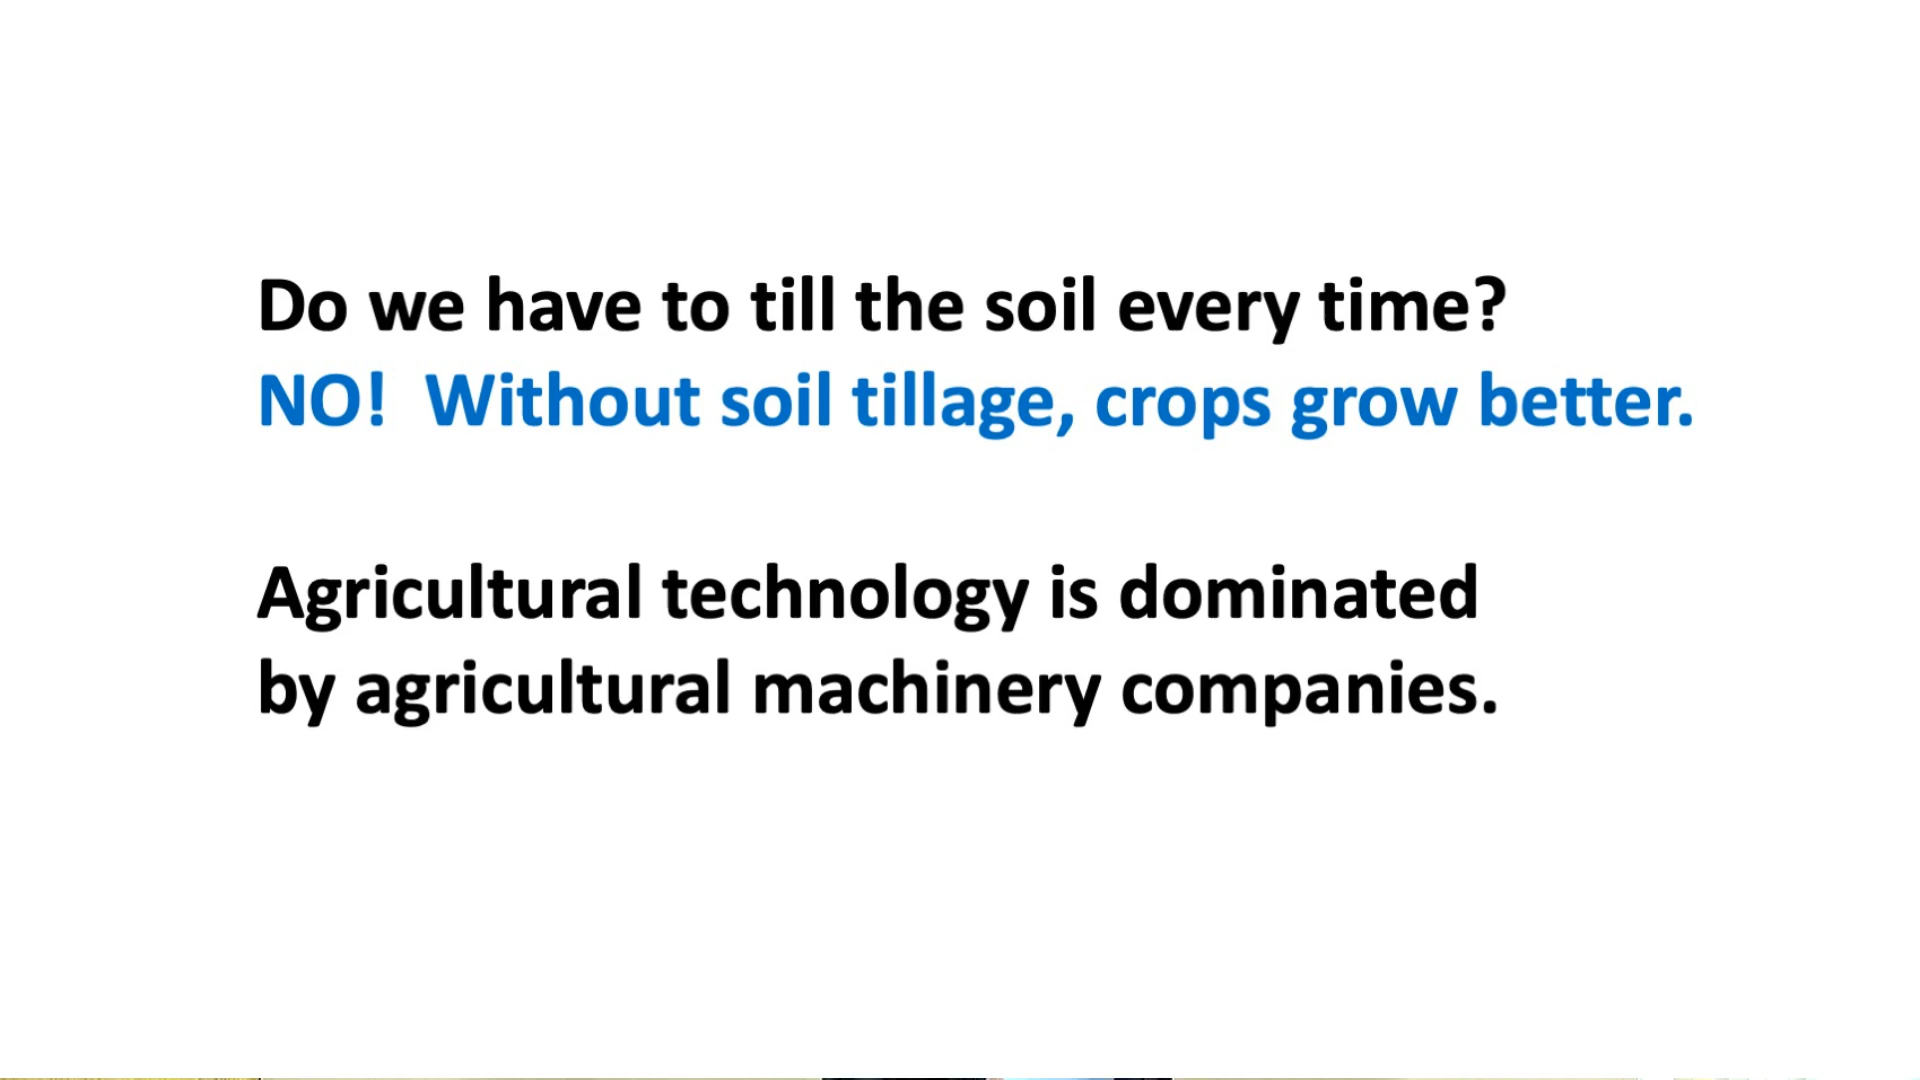 Do we have to till the soil every time?
NO!  Without soil tillage, crops grow better.
Agricultural technology is dominated
by agricultural machinery companies.